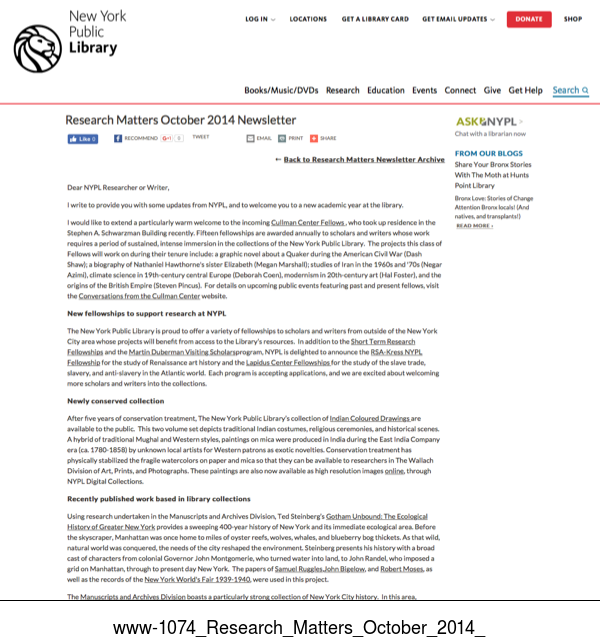 New York
Public
Library
LOG IN LOCATIONS GET A LIBRARY CARD GET EMAIL UPDATES DONATE SHOP
Books/Music/DVDs Research Education Events Connect Give Get Help Search
Research Matters October 2014 Newsletter
Like 0 RECOMMEND G+1 0 TWEET EMAIL PRINT SHARE
← Back to Research Matters Newsletter Archive
Dear NYPL Researcher or Writer,
I write to provide you with some updates from NYPL, and to welcome you to a new academic year at the library.
I would like to extend a particularly warm welcome to the incoming Cullman Center Fellows , who took up residence in the
Stephen A. Schwarzman Building recently. Fifteen fellowships are awarded annually to scholars and writers whose work
requires a period of sustained, intense immersion in the collections of the New York Public Library. The projects this class of
Fellows will work on during their tenure include: a graphic novel about a Quaker during the American Civil War (Dash
Shaw); a biography of Nathaniel Hawthorne's sister Elizabeth (Megan Marshall); studies of Iran in the 1960s and '70s (Negar
Azimi), climate science in 19th-century central Europe (Deborah Coen), modernism in 20th-century art (Hal Foster), and the
origins of the British Empire (Steven Pincus). For details on upcoming public events featuring past and present fellows, visit
the Conversations from the Cullman Center website.
New fellowships to support research at NYPL
The New York Public Library is proud to offer a variety of fellowships to scholars and writers from outside of the New York
City area whose projects will benefit from access to the Library's resources. In addition to the Short Term Research
Fellowships and the Martin Duberman Visiting Scholarsprogram, NYPL is delighted to announce the RSA-Kress NYPL
Fellowship for the study of Renaissance art history and the Lapidus Center Fellowships for the study of the slave trade,
slavery, and anti-slavery in the Atlantic world. Each program is accepting applications, and we are excited about welcoming
more scholars and writers into the collections.
Newly conserved collection
After five years of conservation treatment, The New York Public Library's collection of Indian Coloured Drawings are
available to the public. This two volume set depicts traditional Indian costumes, religious ceremonies, and historical scenes.
A hybrid of traditional Mughal and Western styles, paintings on mica were produced in India during the East India Company
era (ca. 1780-1858) by unknown local artists for Western patrons as exotic novelties. Conservation treatment has
physically stabilized the fragile watercolors on paper and mica so that they can be available to researchers in The Wallach
Division of Art, Prints, and Photographs. These paintings are also now available as high resolution images online, through
NYPL Digital Collections.
Recently published work based in library collections
Using research undertaken in the Manuscripts and Archives Division, Ted Steinberg's Gotham Unbound: The Ecological
History of Greater New York provides a sweeping 400-year history of New York and its immediate ecological area. Before
the skyscraper, Manhattan was once home to miles of oyster reefs, wolves, whales, and blueberry bog thickets. As that wild,
natural world was conquered, the needs of the city reshaped the environment. Steinberg presents his history with a broad
cast of characters from colonial Governor John Montgomerie, who turned water into land, to John Randel, who imposed a
grid on Manhattan, through to present day New York. The papers of Samuel Ruggles,John Bigelow, and Robert Moses, as
well as the records of the New York World's Fair 1939-1940, were used in this project.
The Manuscripts and Archives Division boasts a particularly strong collection of New York City history. In this area,
ASK NYPL
Chat with a librarian now
FROM OUR BLOGS
Share Your Bronx Stories
With The Moth at Hunts
Point Library
Bronx Love: Stories of Change
Attention Bronx locals! (And
natives, and transplants!)
READ MORE ›
www-1074_Research_Matters_October_2014_